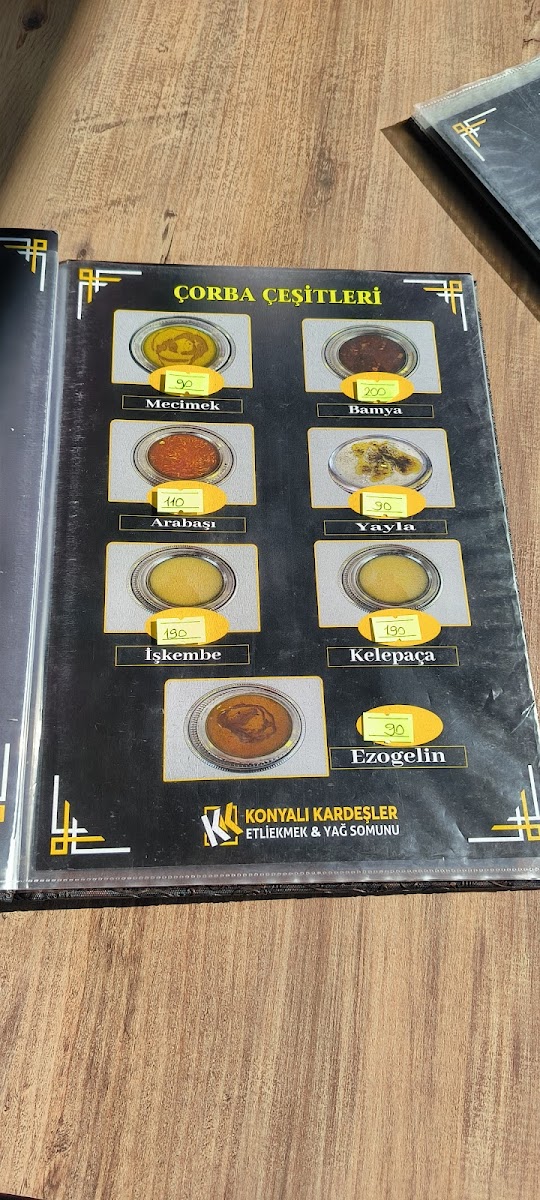 ÇORBA ÇEŞİTLERİ
90
200
Mecimek
Bamya
110
90
Arabaşı
Yayla
190
190
İşkembe
Kelepaça
90
Ezogelin
KONYALI KARDEŞLER
ETLİEKMEK & YAĞ SOMUNU